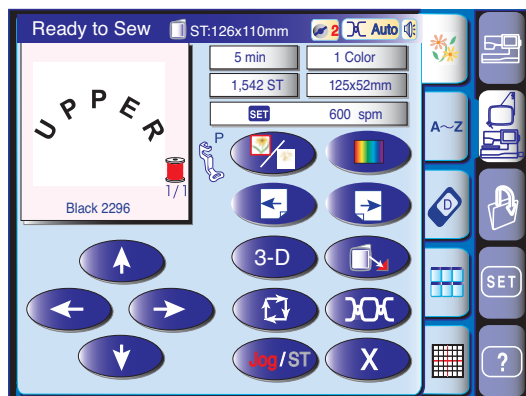 Ready to Sew ST:126x110mm 2 Auto
5 min 1 Color
1,542 ST 125x52mm
SET 600 spm
UPPER
P
1/1
Black 2296
A~Z
D
3-D
SET
Jog/ST X
?